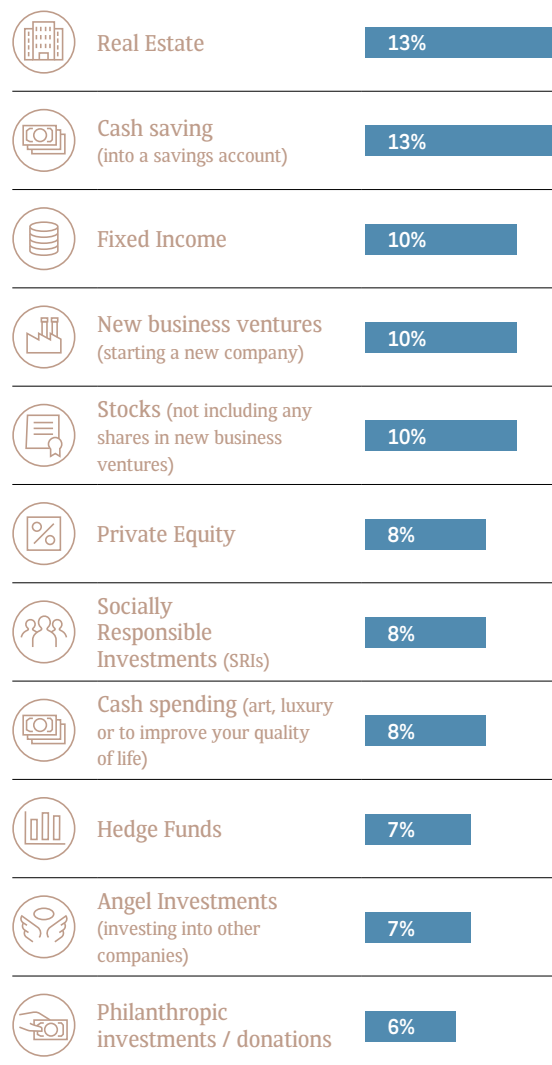 Real Estate 13%
Cash saving
(into a savings account) 13%
Fixed Income 10%
New business ventures
(starting a new company) 10%
Stocks (not including any
shares in new business
ventures) 10%
Private Equity 8%
Socially
Responsible
Investments (SRIs) 8%
Cash spending (art, luxury
or to improve your quality
of life) 8%
Hedge Funds 7%
Angel Investments
(investing into other
companies) 7%
Philanthropic
investments / donations 6%